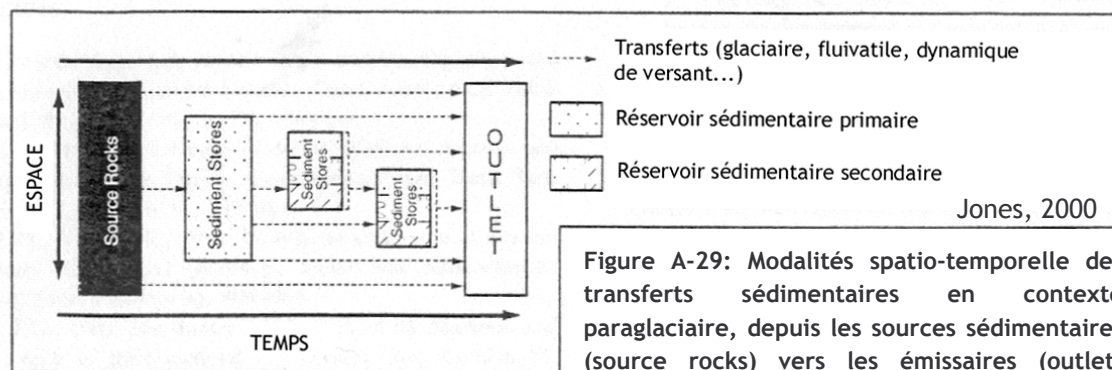 Transferts (glaciaire, fluivatile, dynamique
de versant...)
Réservoir sédimentaire primaire
Réservoir sédimentaire secondaire
ESPACE
Source Rocks
Sediment Stores
Sediment
Stores
Sediment
Stores
OUTLET
TEMPS
Jones, 2000
Figure A-29: Modalités spatio-temporelle de
transferts sédimentaires en contexte
paraglaciaire, depuis les sources sédimentaire
(source rocks) vers les émissaires (outlet